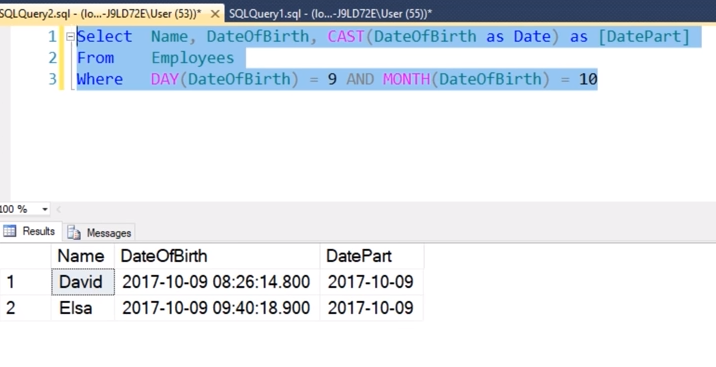 SQLQuery2.sql - (lo...-J9LD72E\User (53))* SQLQuery1.sql - (lo...-J9LD72E\User (55))*
1 Select Name, DateOfBirth, CAST(DateOfBirth as Date) as [DatePart]
2 From Employees
3 Where DAY(DateOfBirth) = 9 AND MONTH(DateOfBirth) = 10
100 %
Results Messages
Name DateOfBirth DatePart
1 David 2017-10-09 08:26:14.800 2017-10-09
2 Elsa 2017-10-09 09:40:18.900 2017-10-09